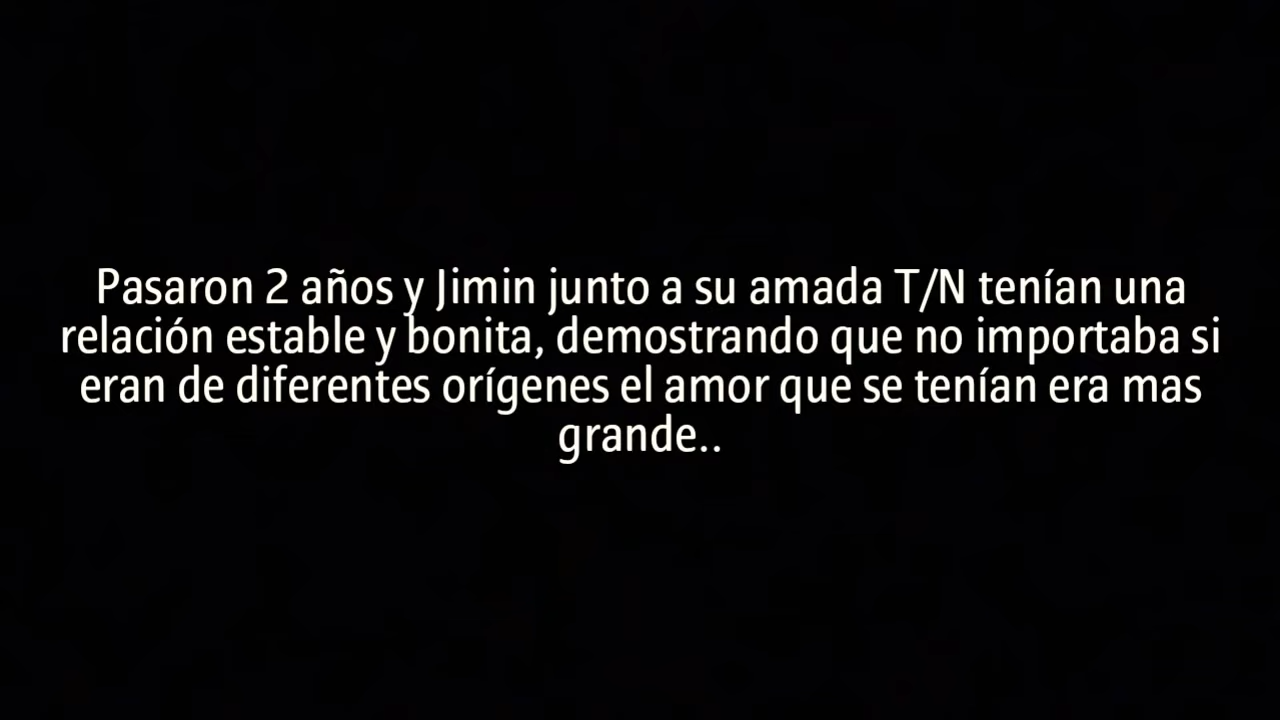 Pasaron 2 años y Jimin junto a su amada T/N tenían una
relación estable y bonita, demostrando que no importaba si
eran de diferentes orígenes el amor que se tenían era mas
grande..